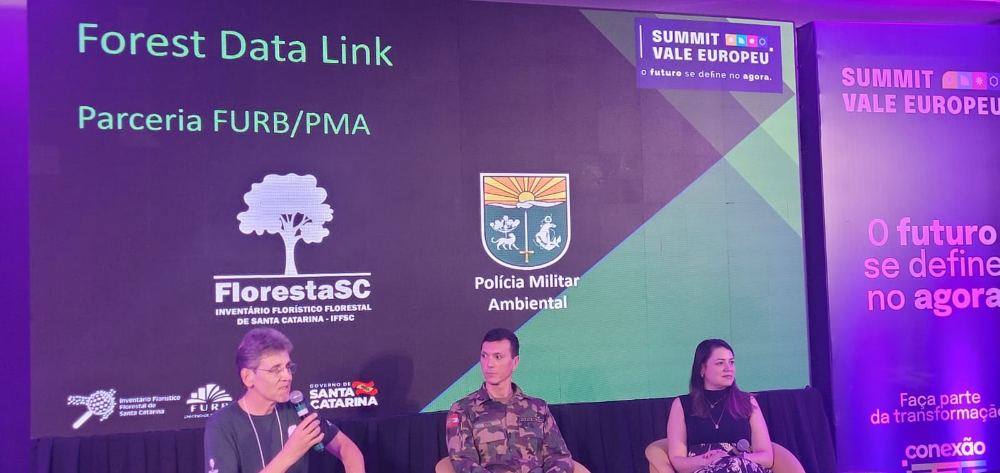 Forest Data Link
Parceria FURB/PMA
SUMMIT
VALE EUROPEU
o futuro se define no agora.
FlorestaSC
INVENTÁRIO FLORÍSTICO FLORESTAL
DE SANTA CATARINA - IFFSC
Polícia Militar
Ambiental
Inventário Florístico
Florestal de
Santa Catarina
FURB
GOVERNO DE
SANTA
CATARINA
SUMMIT
VALE EUROPEU
O futuro
se define
no agora
Faça parte
da transformação
conexão